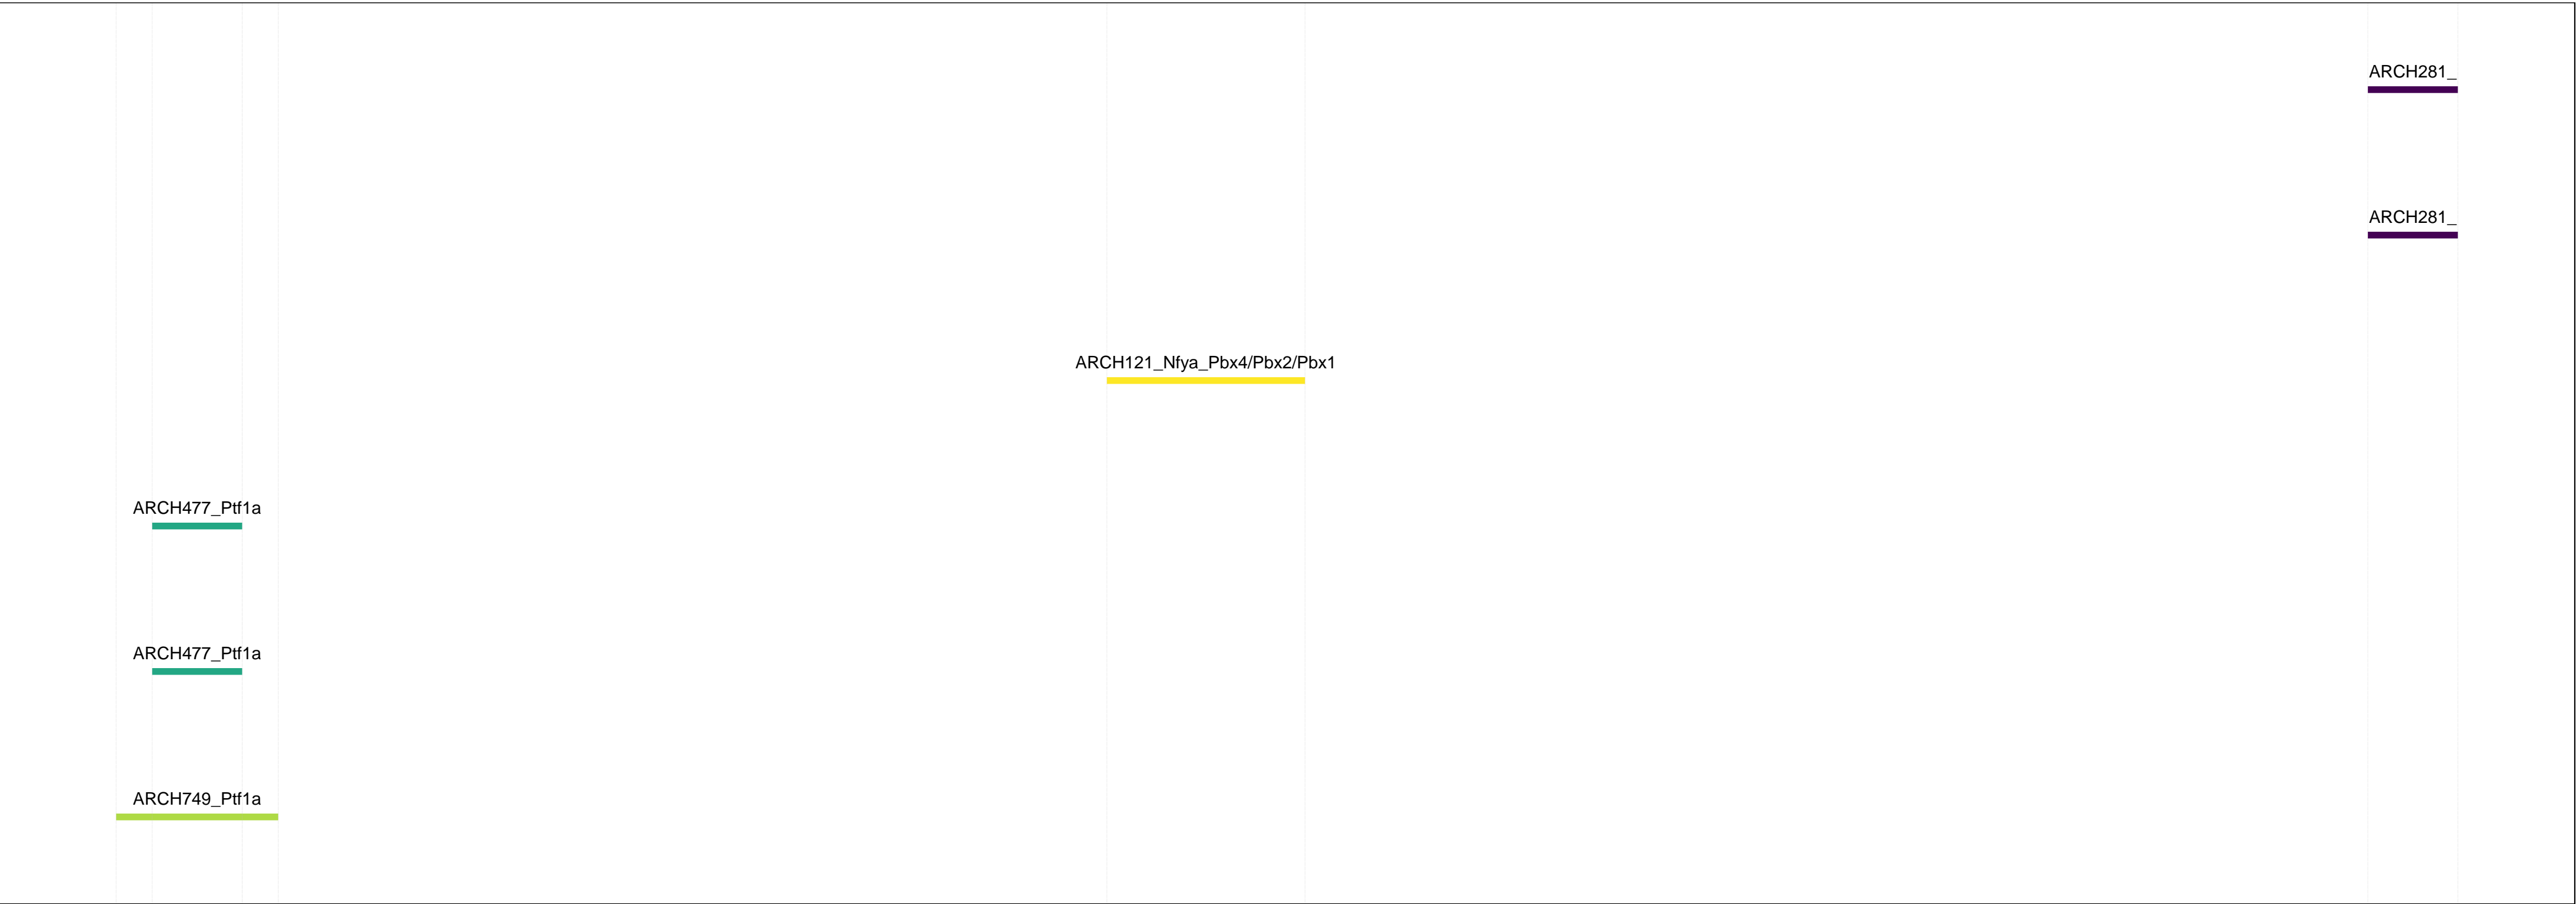 ARCH281_
ARCH281_
ARCH121_Nfya_Pbx4/Pbx2/Pbx1
ARCH477_Ptf1a
ARCH477_Ptf1a
ARCH749_Ptf1a